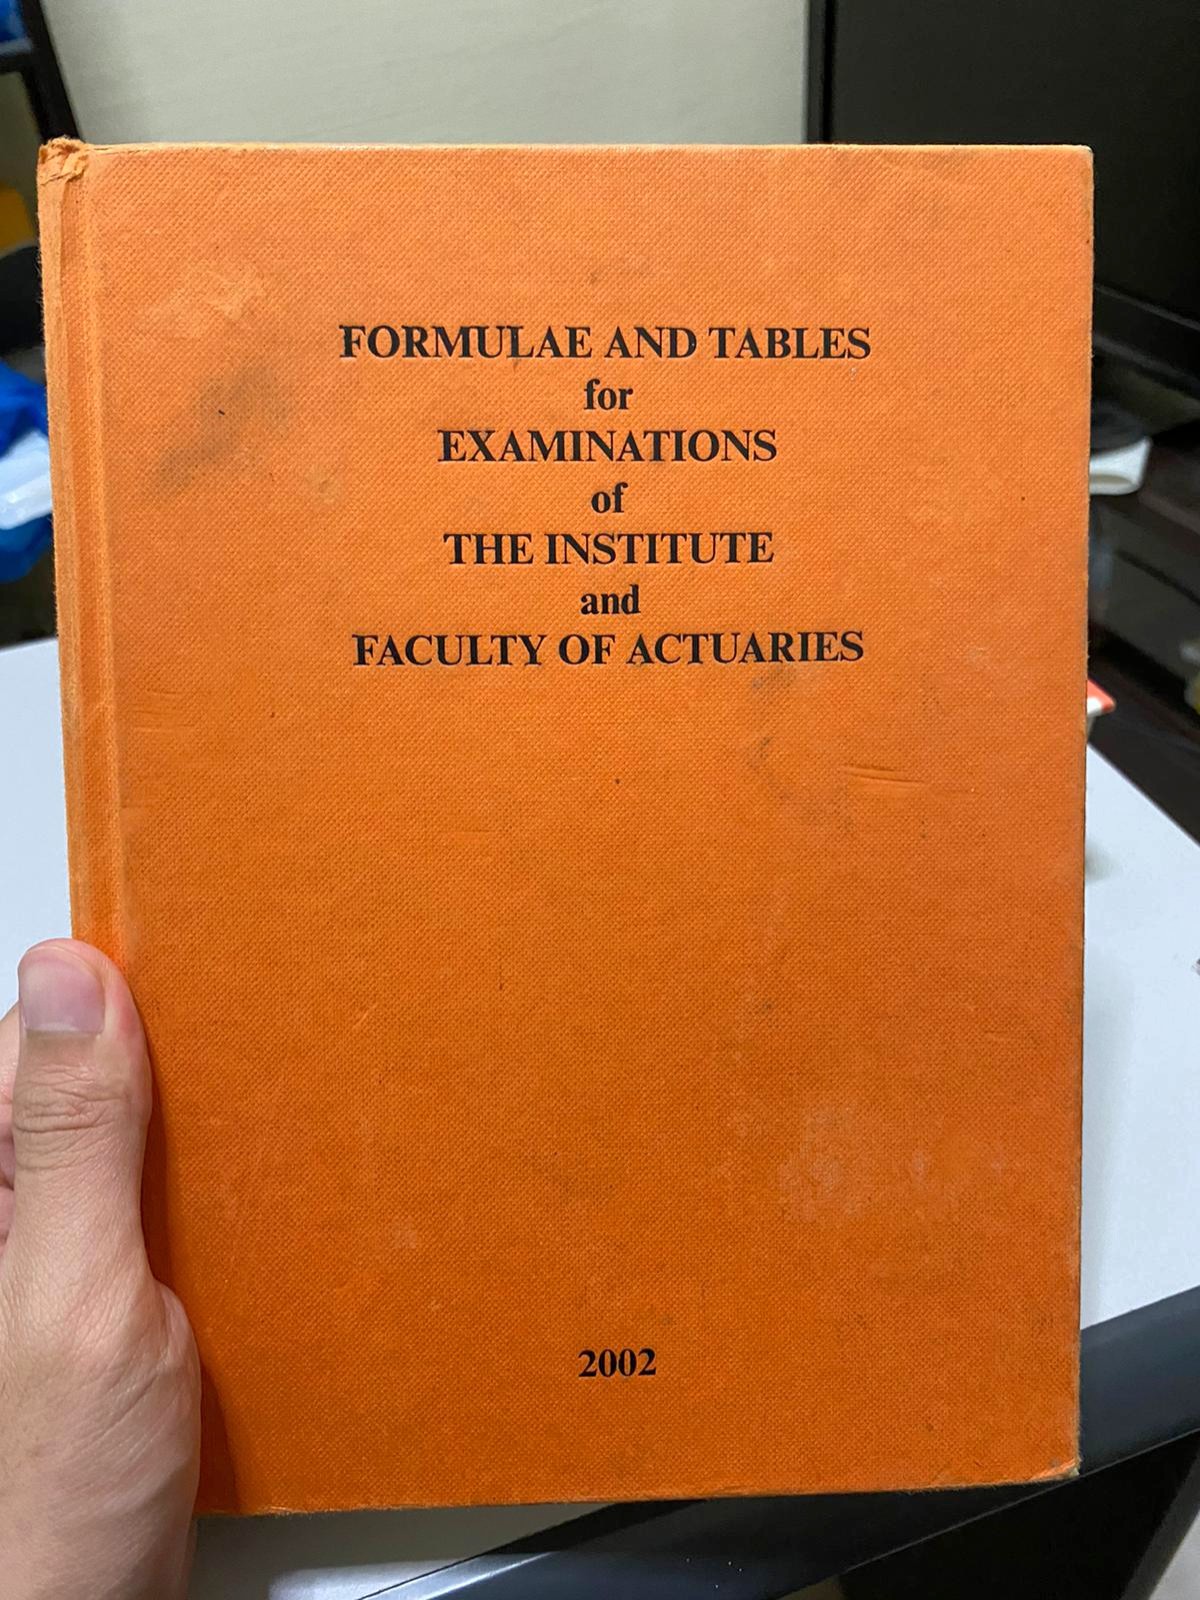 FORMULAE AND TABLES
for
EXAMINATIONS
of
THE INSTITUTE
and
FACULTY OF ACTUARIES
2002